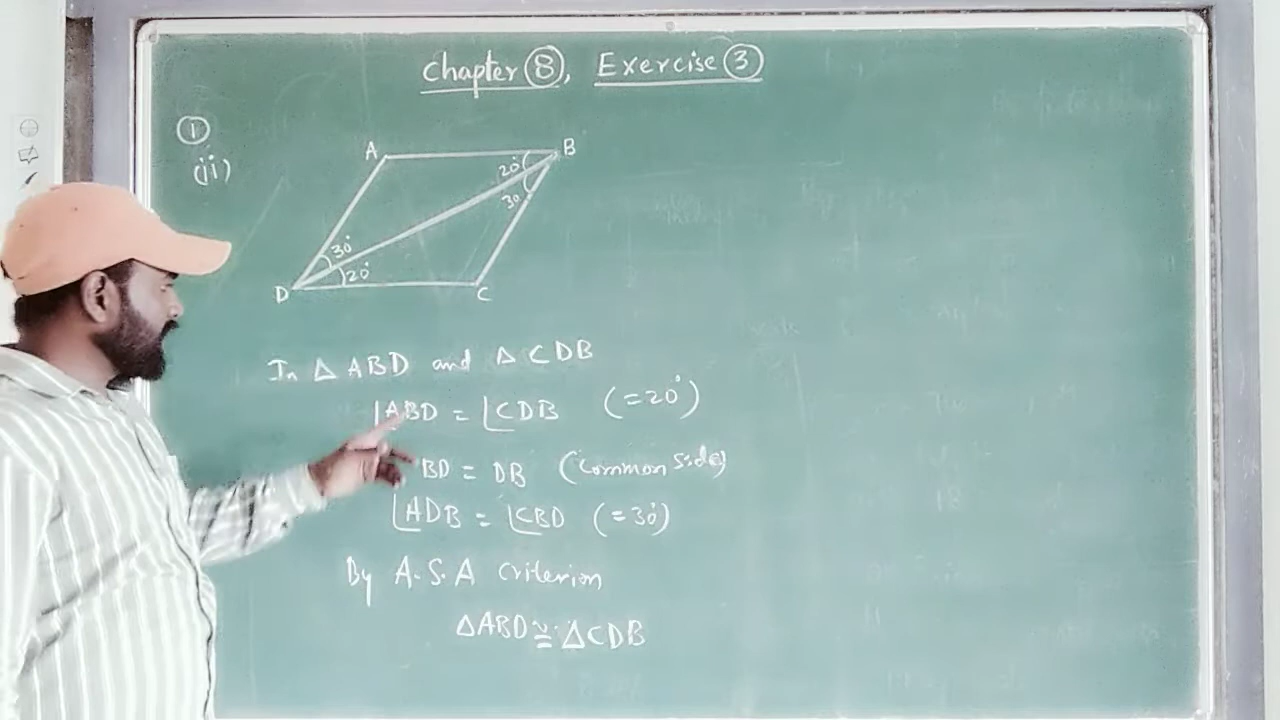 Chapter ⑧, Exercise ③
①
(ii)
A
B
20°
30
30°
20°
D
C
In △ ABD and △ CDB
∠ABD = ∠CDB (=20°)
BD = DB (Common side)
∠ADB = ∠CBD (=30°)
By A.S.A Criterion
△ABD ≅ △CDB